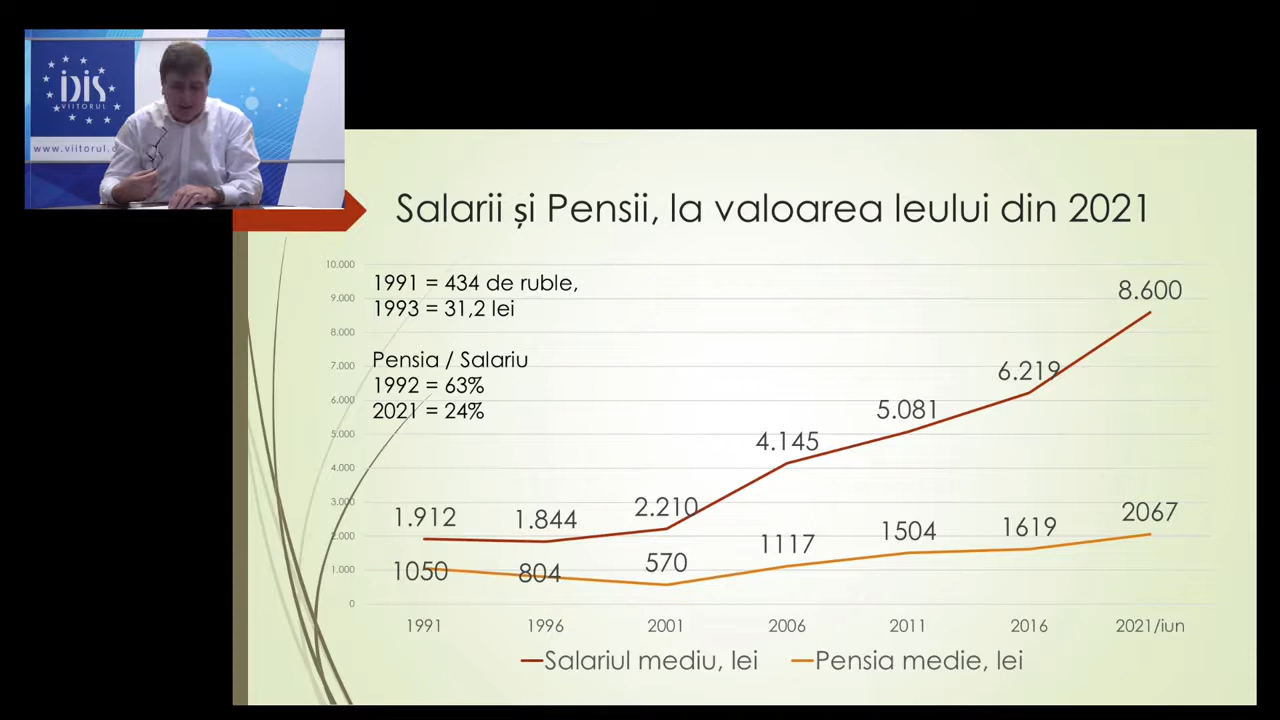 IDIS
VIITORUL
www.viitorul.o
Salarii și Pensii, la valoarea leului din 2021
1991 = 434 de ruble,
1993 = 31,2 lei
Pensia / Salariu
1992 = 63%
2021 = 24%
10.000
9.000
8.000
7.000
6.000
5.000
4.000
3.000
2.000
1.000
0
1.912
1.844
2.210
4.145
5.081
6.219
8.600
1050
804
570
1117
1504
1619
2067
1991 1996 2001 2006 2011 2016 2021/iun
Salariul mediu, lei Pensia medie, lei